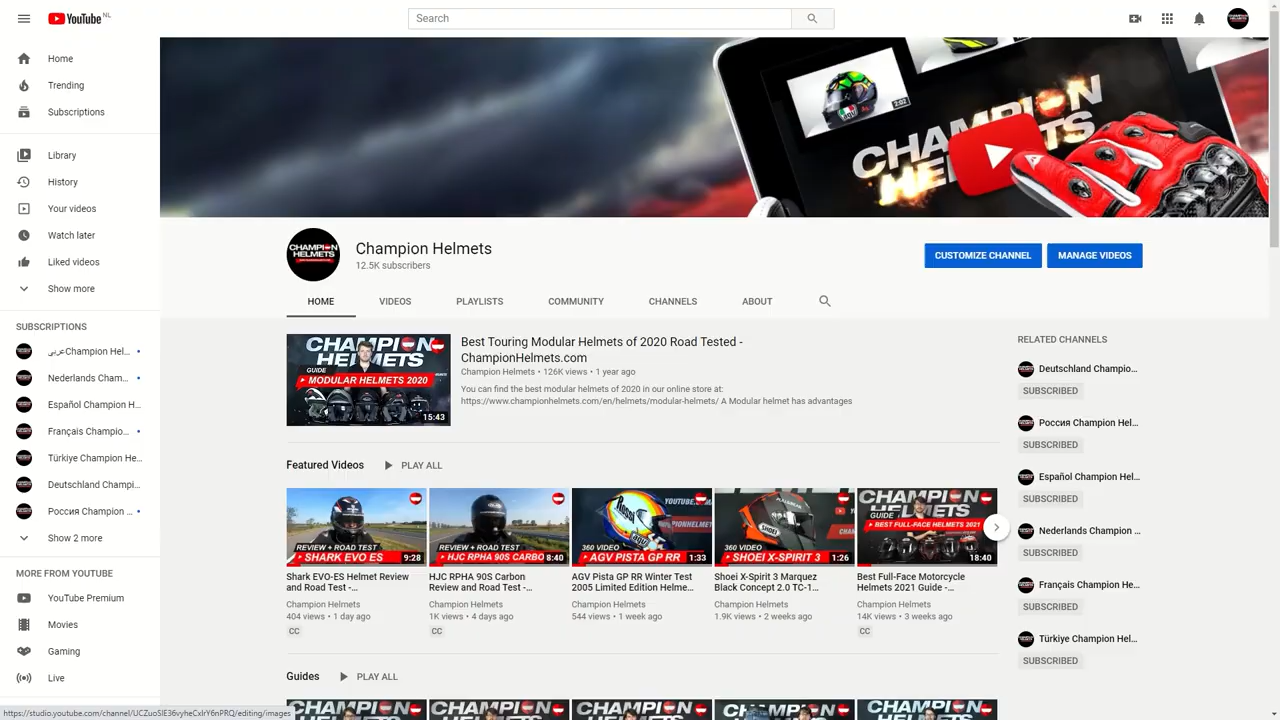 YouTube NL
Search
Home
Trending
Subscriptions
Library
History
Your videos
Watch later
Liked videos
Show more
SUBSCRIPTIONS
عربىChampion Hel...
Nederlands Cham...
Español Champion H...
Français Champio...
Türkiye Champion He...
Deutschland Champi...
Россия Champion ...
Show 2 more
MORE FROM YOUTUBE
YouTube Premium
Movies
Gaming
Live
https://studio.youtube.com/channel/UCZuoSlE36vyheCxIrY6nPRQ/editing/images
2:02
CHAMPION
HELMETS
CHAMPION
HELMETS
Champion Helmets
12.5K subscribers
CUSTOMIZE CHANNEL
MANAGE VIDEOS
HOME
VIDEOS
PLAYLISTS
COMMUNITY
CHANNELS
ABOUT
CHAMPION
HELMETS
GUIDE
MODULAR HELMETS 2020
15:43
Best Touring Modular Helmets of 2020 Road Tested -
ChampionHelmets.com
Champion Helmets • 126K views • 1 year ago
You can find the best modular helmets of 2020 in our online store at:
https://www.championhelmets.com/en/helmets/modular-helmets/ A Modular helmet has advantages
Featured Videos
PLAY ALL
REVIEW + ROAD TEST
SHARK EVO ES
9:28
Shark EVO-ES Helmet Review
and Road Test -...
Champion Helmets
404 views • 1 day ago
CC
REVIEW + ROAD TEST
HJC RPHA 90S CARBO
8:40
HJC RPHA 90S Carbon
Review and Road Test -...
Champion Helmets
1K views • 4 days ago
CC
360 VIDEO
AGV PISTA GP RR
1:33
AGV Pista GP RR Winter Test
2005 Limited Edition Helme...
Champion Helmets
544 views • 1 week ago
SHOEI
360 VIDEO
SHOEI X-SPIRIT 3
1:26
Shoei X-Spirit 3 Marquez
Black Concept 2.0 TC-1...
Champion Helmets
1.9K views • 2 weeks ago
CHAMPION
GUIDE
BEST FULL-FACE HELMETS 2021
18:40
Best Full-Face Motorcycle
Helmets 2021 Guide -...
Champion Helmets
14K views • 3 weeks ago
CC
Guides
PLAY ALL
CHAMPION
CHAMPION
CHAMPION
CHAMPION
CHAMPION
RELATED CHANNELS
Deutschland Champio...
SUBSCRIBED
Россия Champion Hel...
SUBSCRIBED
Español Champion Hel...
SUBSCRIBED
Nederlands Champion ...
SUBSCRIBED
Français Champion He...
SUBSCRIBED
Türkiye Champion Hel...
SUBSCRIBED